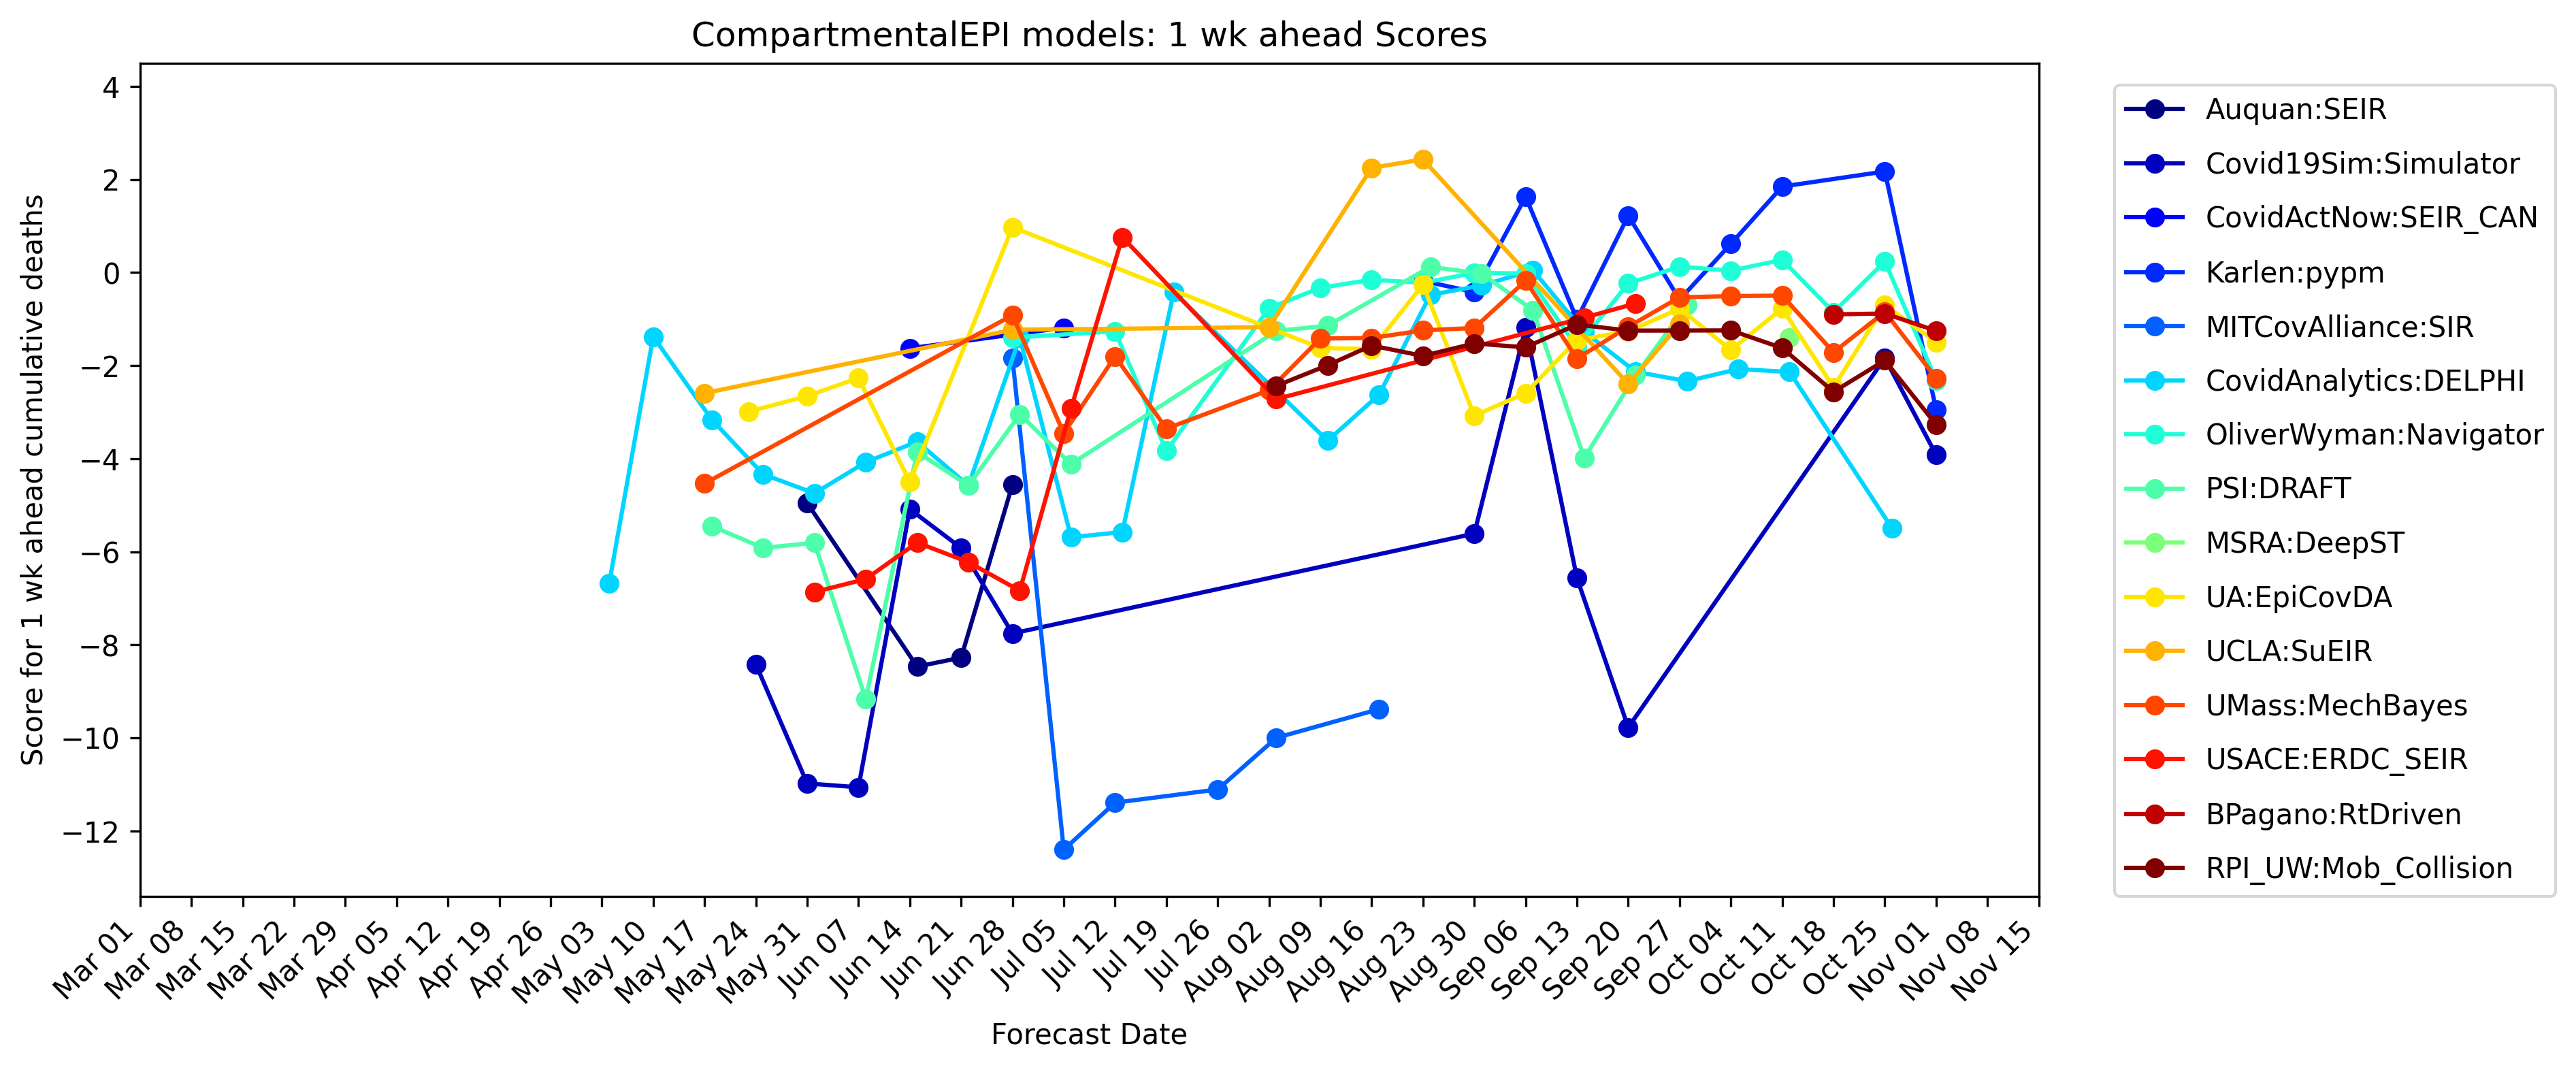 CompartmentalEPI models: 1 wk ahead Scores
Score for 1 wk ahead cumulative deaths
4
2
0
−2
−4
−6
−8
−10
−12
Mar 01
Mar 08
Mar 15
Mar 22
Mar 29
Apr 05
Apr 12
Apr 19
Apr 26
May 03
May 10
May 17
May 24
May 31
Jun 07
Jun 14
Jun 21
Jun 28
Jul 05
Jul 12
Jul 19
Jul 26
Aug 02
Aug 09
Aug 16
Aug 23
Aug 30
Sep 06
Sep 13
Sep 20
Sep 27
Oct 04
Oct 11
Oct 18
Oct 25
Nov 01
Nov 08
Nov 15
Forecast Date
Auquan:SEIR
Covid19Sim:Simulator
CovidActNow:SEIR_CAN
Karlen:pypm
MITCovAlliance:SIR
CovidAnalytics:DELPHI
OliverWyman:Navigator
PSI:DRAFT
MSRA:DeepST
UA:EpiCovDA
UCLA:SuEIR
UMass:MechBayes
USACE:ERDC_SEIR
BPagano:RtDriven
RPI_UW:Mob_Collision